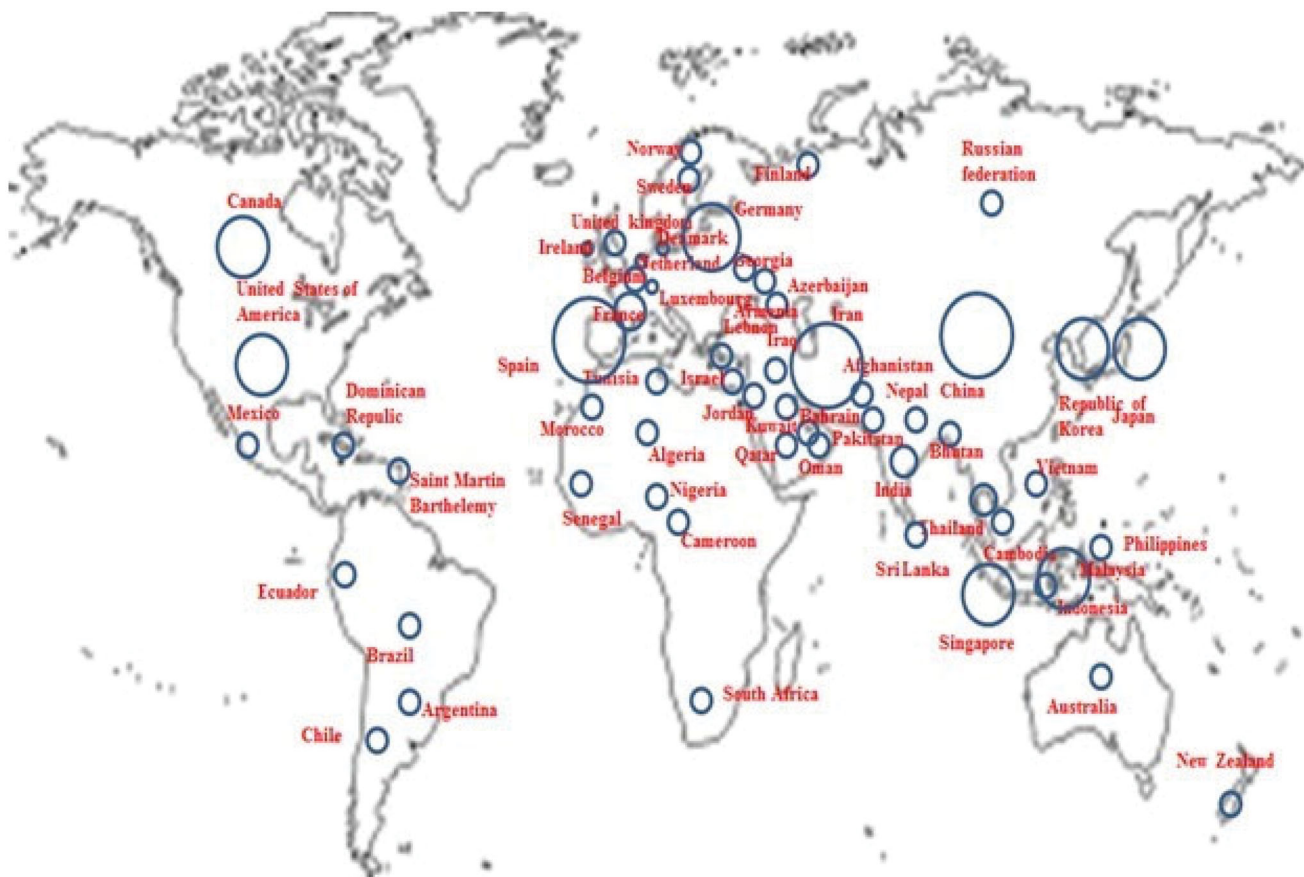 Norway
Sweden
Finland
Russian
federation
Canada
Germany
United kingdom
Ireland
Denmark
Netherland
Georgia
Belgium
Luxembourg
Azerbaijan
United States of
America
France
Armenia
Iran
Lebnon
Iraq
Spain
Tunisia
Israel
Afghanistan
Nepal
China
Mexico
Dominican
Repulic
Morocco
Jordan
Kuwait
Bahrain
Republic of
Korea
Japan
Algeria
Qatar
Oman
Pakitstan
Bhutan
Saint Martin
Barthelemy
Nigeria
India
Vietnam
Senegal
Cameroon
Thailand
Cambodia
Philippines
Ecuador
Sri Lanka
Malaysia
Indonesia
Singapore
Brazil
South Africa
Australia
Argentina
Chile
New Zealand